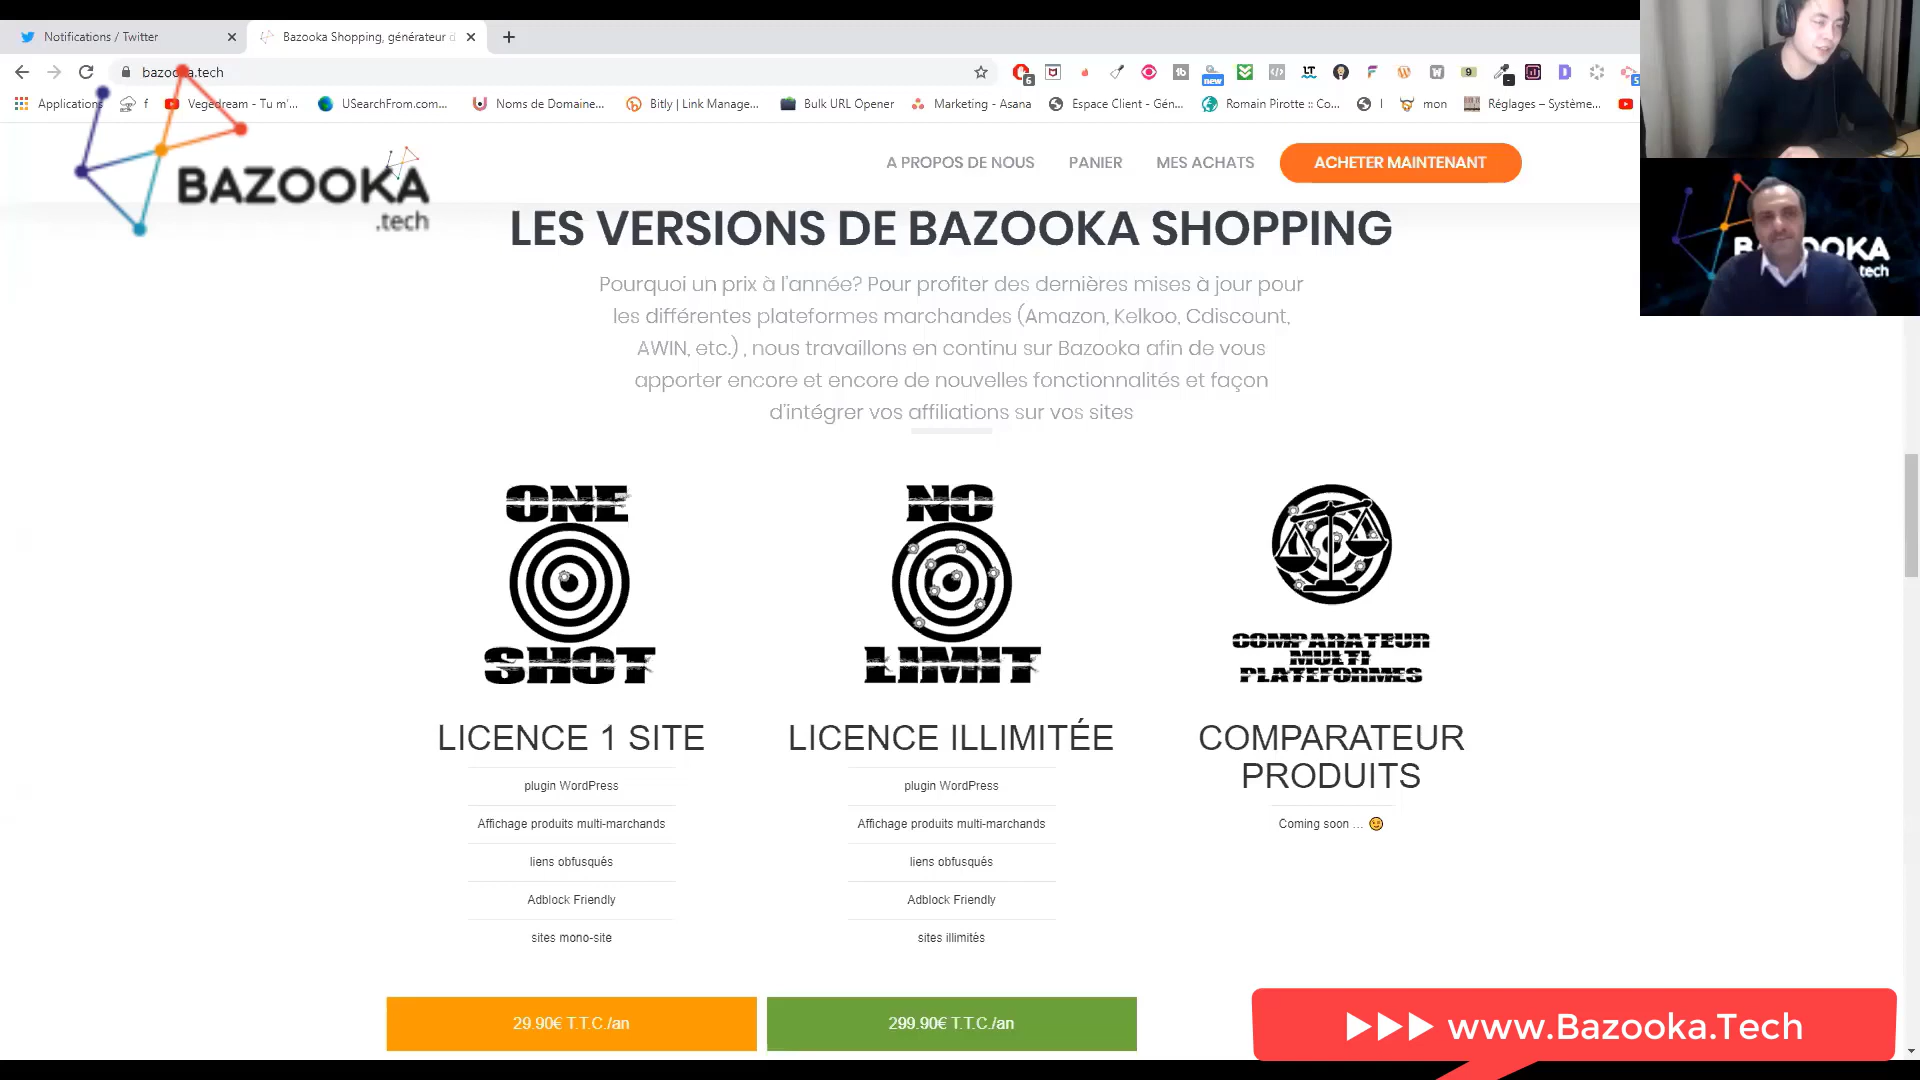 Notifications / Twitter
Bazooka Shopping, générateur d
bazooka.tech
6
new
LT
9
5
Applications
f
Vegedream - Tu m'...
USearchFrom.com...
Noms de Domaine...
Bitly | Link Manage...
Bulk URL Opener
Marketing - Asana
Espace Client - Gén...
Romain Pirotte :: Co...
I
mon
Réglages – Système...
BAZOOKA
.tech
A PROPOS DE NOUS
PANIER
MES ACHATS
ACHETER MAINTENANT
LES VERSIONS DE BAZOOKA SHOPPING
Pourquoi un prix à l'année? Pour profiter des dernières mises à jour pour
les différentes plateformes marchandes (Amazon, Kelkoo, Cdiscount,
AWIN, etc.) , nous travaillons en continu sur Bazooka afin de vous
apporter encore et encore de nouvelles fonctionnalités et façon
d'intégrer vos affiliations sur vos sites
ONE
SHOT
LICENCE 1 SITE
plugin WordPress
Affichage produits multi-marchands
liens obfusqués
Adblock Friendly
sites mono-site
29.90€ T.T.C./an
NO
LIMIT
LICENCE ILLIMITÉE
plugin WordPress
Affichage produits multi-marchands
liens obfusqués
Adblock Friendly
sites illimités
299.90€ T.T.C./an
COMPARATEUR
MULTI
PLATEFORMES
COMPARATEUR
PRODUITS
Coming soon ... 😉
www.Bazooka.Tech